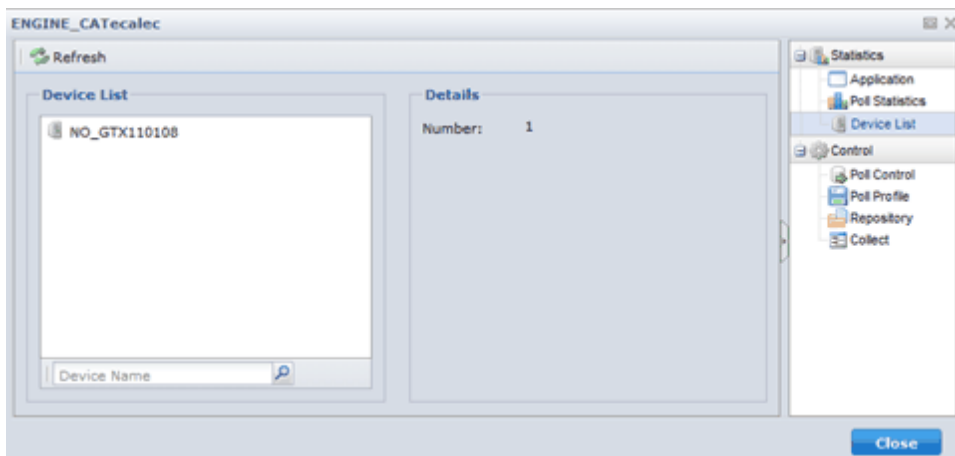 ENGINE_CATecalec
Refresh
Device List
NO_GTX110108
Device Name
Details
Number: 1
Statistics
Application
Poll Statistics
Device List
Control
Poll Control
Poll Profile
Repository
Collect
Close